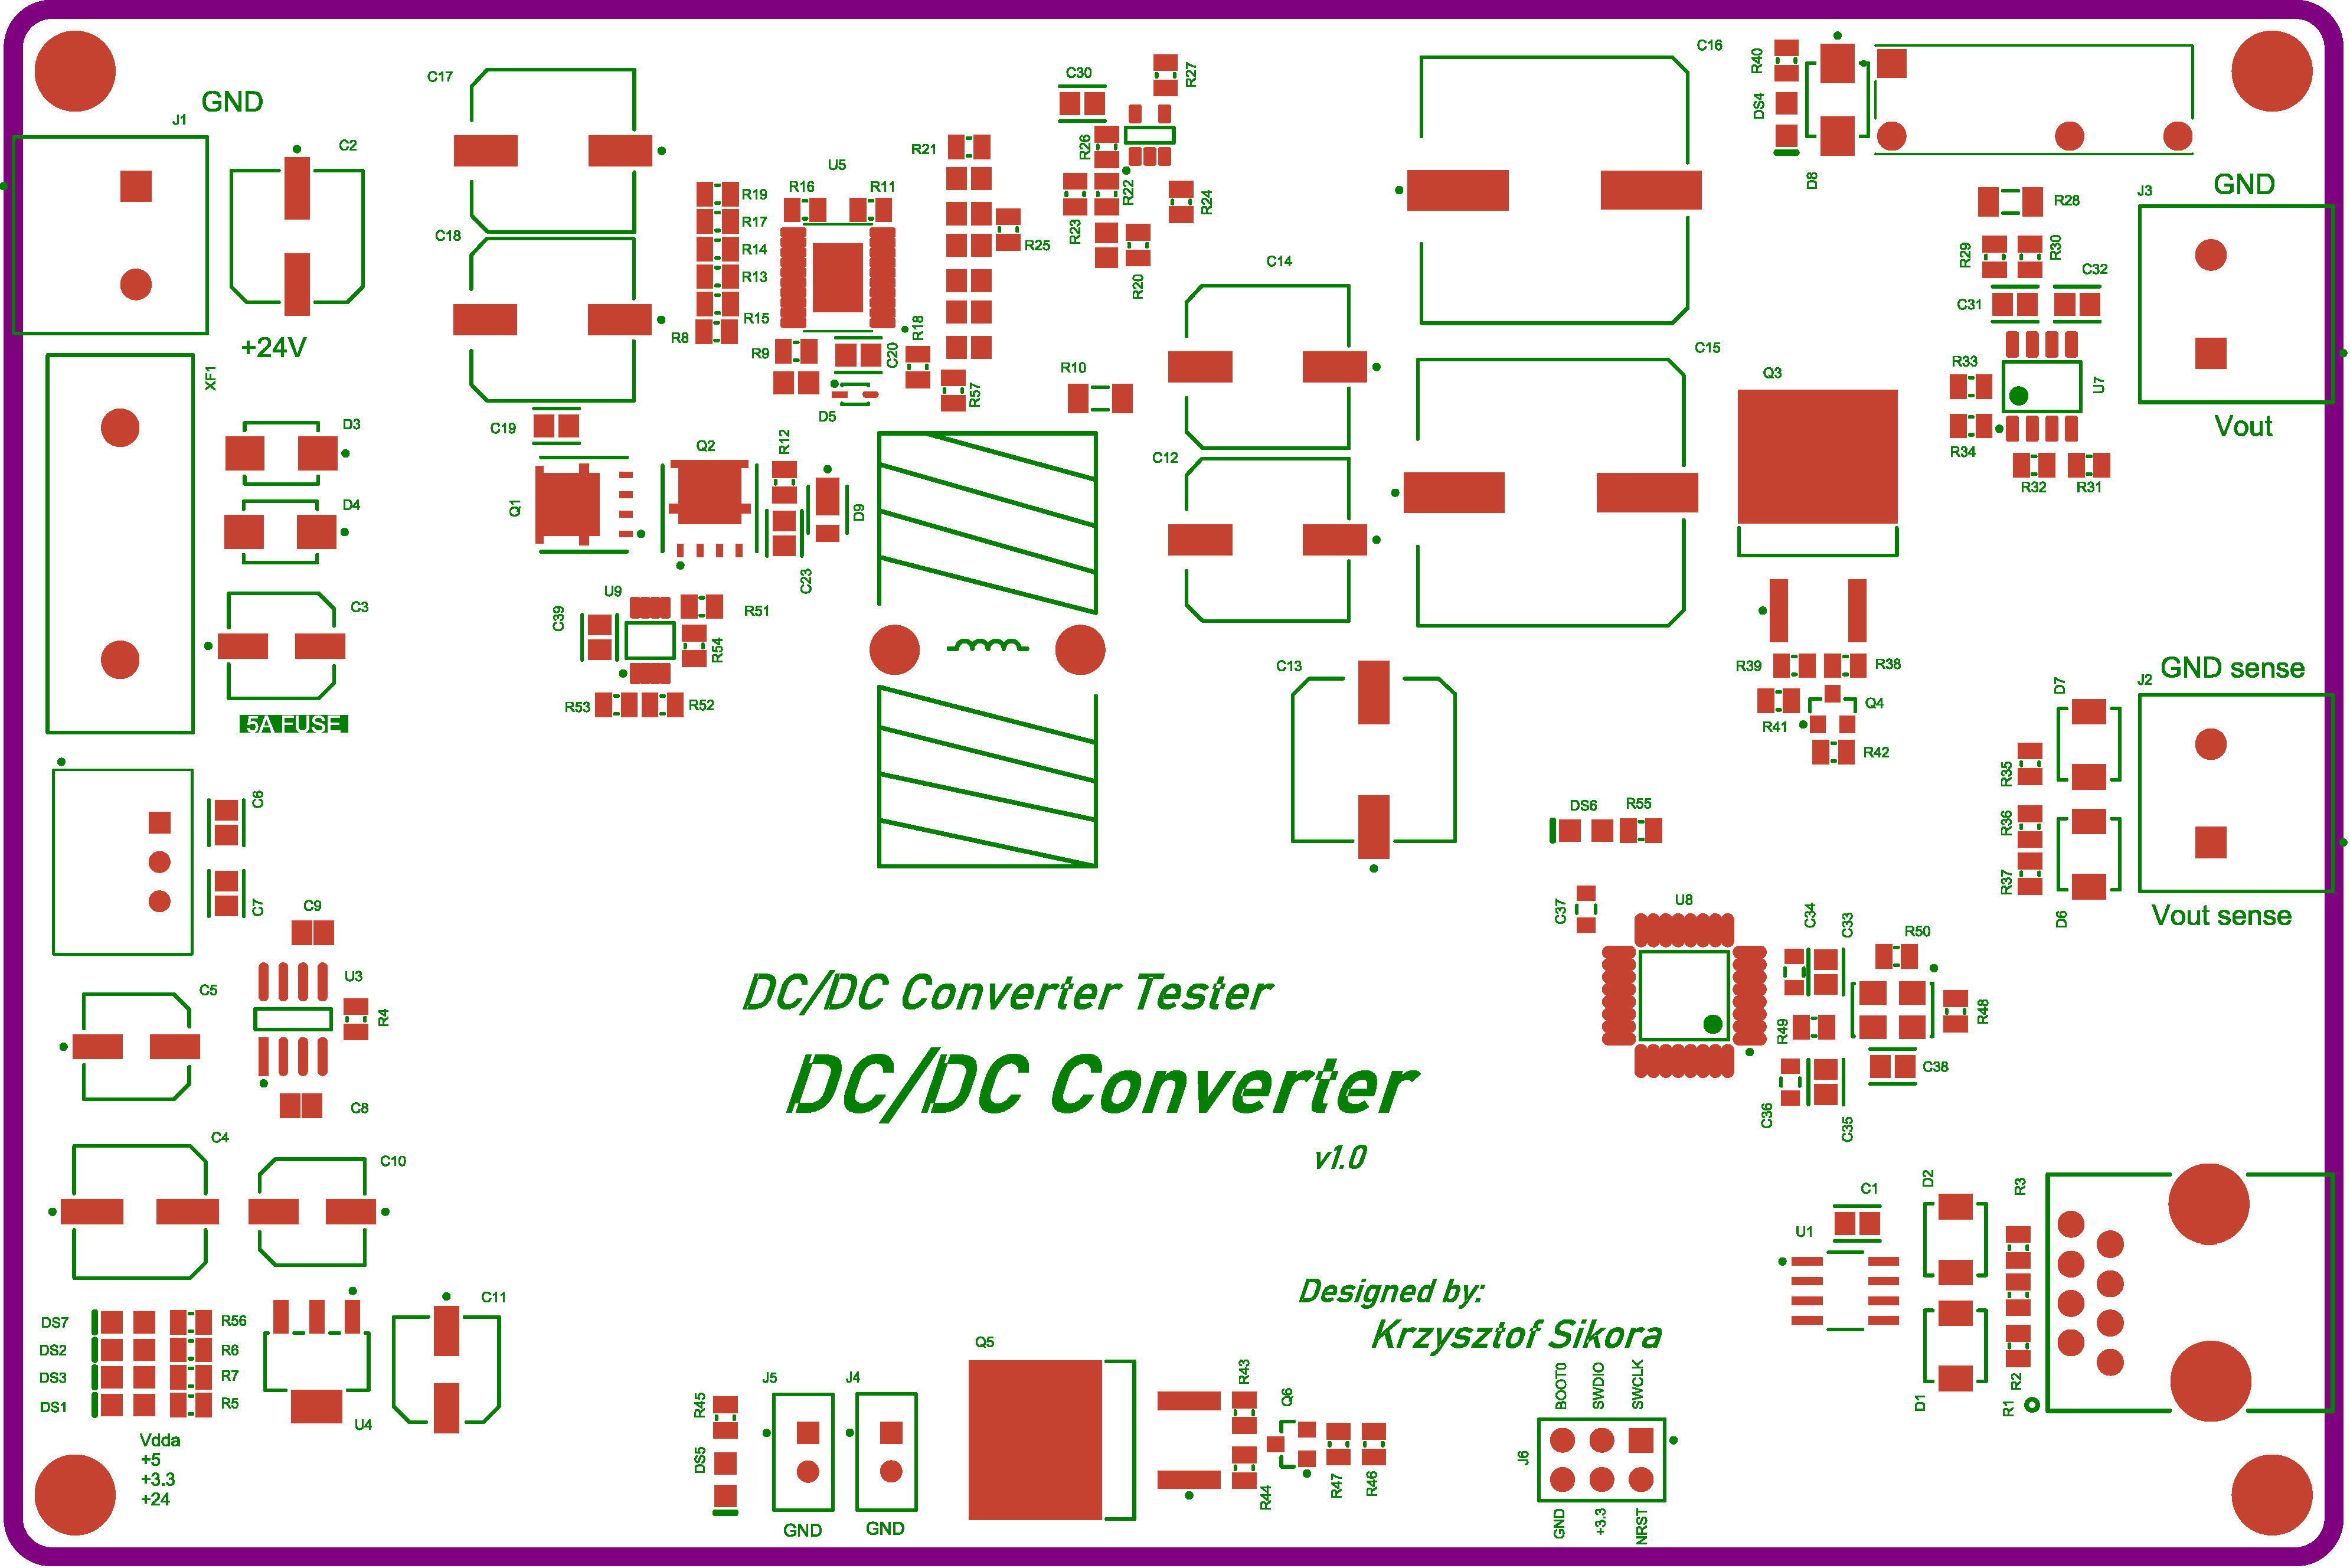 GND
J1
C2
+24V
XF1
D3
D4
C3
5A FUSE
C6
C7
C9
U3
R4
C5
C8
C4
C10
C11
DS7
R56
DS2
R6
DS3
R7
DS1
R5
U4
Vdda
+5
+3.3
+24
C17
C18
C19
Q1
Q2
R12
D9
C23
U9
C39
R51
R54
R53
R52
R19
R17
R14
R13
R15
R8
R16
U5
R11
R9
C20
R18
D5
R57
R21
R25
C30
R27
R26
R22
R23
R24
R20
R10
C14
C12
C13
C16
C15
R40
DS4
D8
J3
GND
R28
R29
R30
C31
C32
R33
U7
R34
R32
R31
Vout
Q3
R39
R38
R41
Q4
R42
GND sense
D7
J2
R35
R36
R37
D6
Vout sense
DS6
R55
C37
U8
C34
C33
R50
R49
R48
C36
C35
C38
DC/DC Converter Tester
DC/DC Converter
v1.0
Designed by:
Krzysztof Sikora
C1
U1
D2
D1
R3
R2
R1
R45
DS5
J5
J4
GND
GND
Q5
R43
R44
Q6
R47
R46
BOOT0
SWDIO
SWCLK
J6
GND
+3.3
NRST